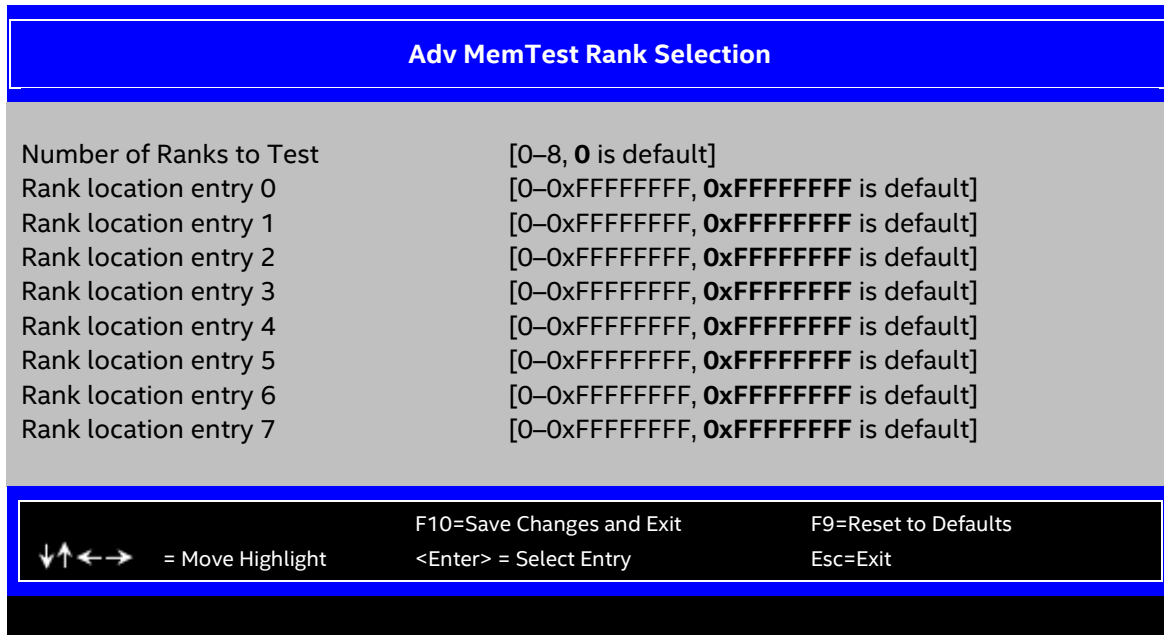 Adv MemTest Rank Selection
Number of Ranks to Test [0–8, 0 is default]
Rank location entry 0 [0–0xFFFFFFFF, 0xFFFFFFFF is default]
Rank location entry 1 [0–0xFFFFFFFF, 0xFFFFFFFF is default]
Rank location entry 2 [0–0xFFFFFFFF, 0xFFFFFFFF is default]
Rank location entry 3 [0–0xFFFFFFFF, 0xFFFFFFFF is default]
Rank location entry 4 [0–0xFFFFFFFF, 0xFFFFFFFF is default]
Rank location entry 5 [0–0xFFFFFFFF, 0xFFFFFFFF is default]
Rank location entry 6 [0–0xFFFFFFFF, 0xFFFFFFFF is default]
Rank location entry 7 [0–0xFFFFFFFF, 0xFFFFFFFF is default]
F10=Save Changes and Exit F9=Reset to Defaults
↓↑←→ = Move Highlight <Enter> = Select Entry Esc=Exit